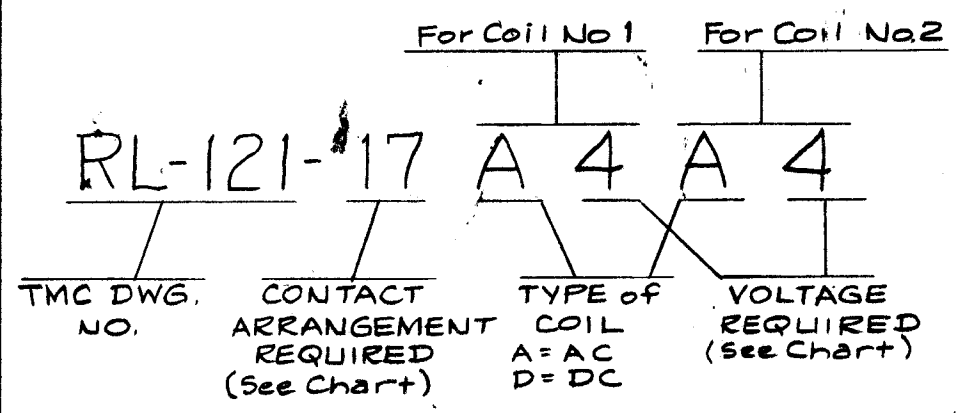 For Coil No 1 For Coil No.2
RL-121-17 A 4 A 4
TMC DWG. NO.
CONTACT ARRANGEMENT REQUIRED (See Chart)
TYPE of COIL A = AC D = DC
VOLTAGE REQUIRED (See Chart)